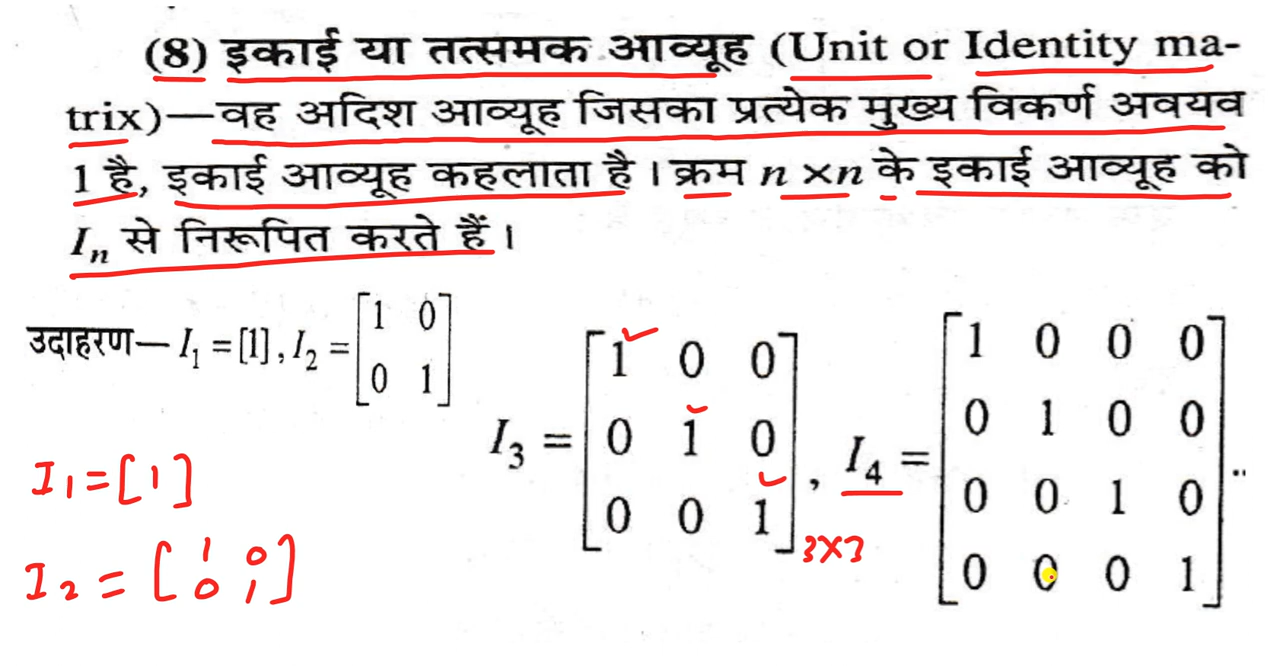 (8) इकाई या तत्समक आव्यूह (Unit or Identity ma-
trix)—वह अदिश आव्यूह जिसका प्रत्येक मुख्य विकर्ण अवयव
1 है, इकाई आव्यूह कहलाता है । क्रम n ×n के इकाई आव्यूह को
Iₙ से निरूपित करते हैं ।
उदाहरण— I₁ = [1] , I₂ = [1 0
0 1]
I₃ = [1 0 0
0 1 0
0 0 1] 3×3 ,
I₄ = [1 0 0 0
0 1 0 0
0 0 1 0
0 0 0 1] ..
I₁ = [1]
I₂ = [1 0
0 1]